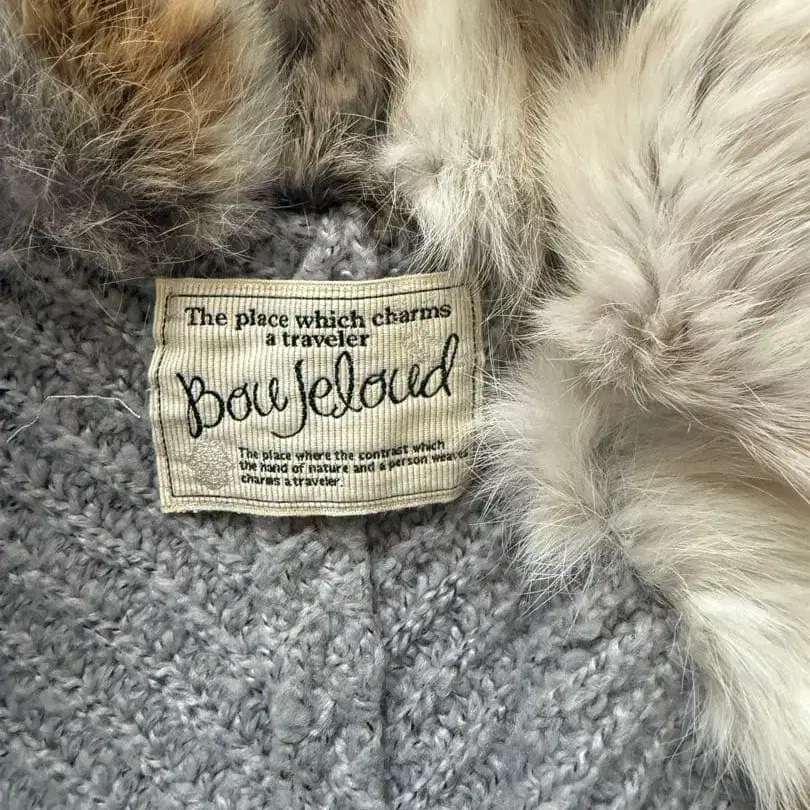 The place which charms
a traveler
Bou Jeloud
The place where the contrast which
the hand of nature and a person weaves
charms a traveler.